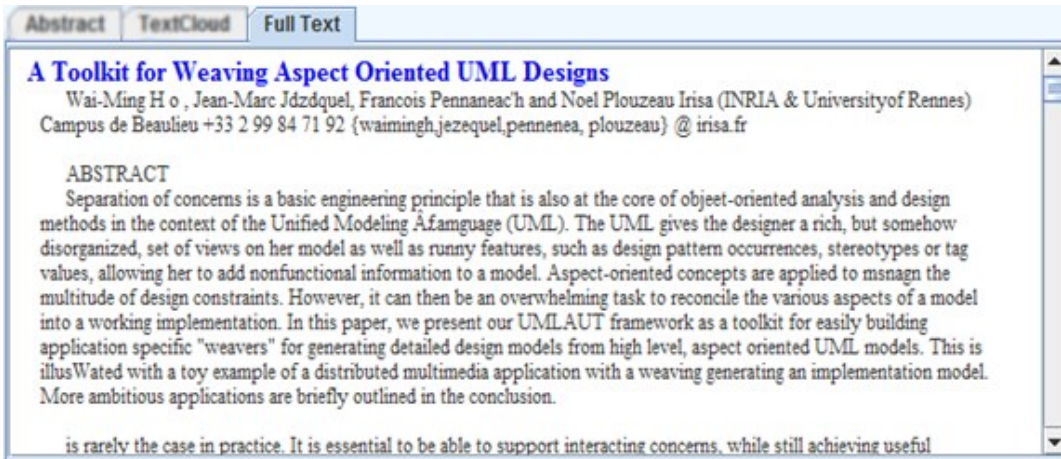 Abstract TextCloud Full Text
A Toolkit for Weaving Aspect Oriented UML Designs
Wai-Ming H o , Jean-Marc Jdzdquel, Francois Pennaneac'h and Noel Plouzeau Irisa (INRIA & Universityof Rennes)
Campus de Beaulieu +33 2 99 84 71 92 {waimingh,jezequel,pennenea, plouzeau} @ irisa.fr
ABSTRACT
Separation of concerns is a basic engineering principle that is also at the core of objeet-oriented analysis and design
methods in the context of the Unified Modeling Â£amguage (UML). The UML gives the designer a rich, but somehow
disorganized, set of views on her model as well as runny features, such as design pattern occurrences, stereotypes or tag
values, allowing her to add nonfunctional information to a model. Aspect-oriented concepts are applied to msnagn the
multitude of design constraints. However, it can then be an overwhelming task to reconcile the various aspects of a model
into a working implementation. In this paper, we present our UMLAUT framework as a toolkit for easily building
application specific "weavers" for generating detailed design models from high level, aspect oriented UML models. This is
illusWated with a toy example of a distributed multimedia application with a weaving generating an implementation model.
More ambitious applications are briefly outlined in the conclusion.
is rarely the case in practice. It is essential to be able to support interacting concerns, while still achieving useful